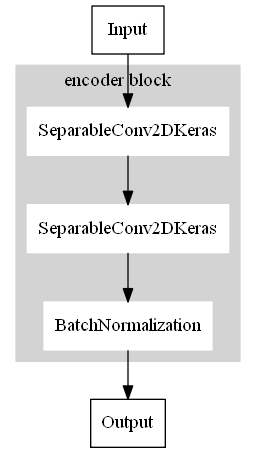 Input
encoder block
SeparableConv2DKeras
SeparableConv2DKeras
BatchNormalization
Output